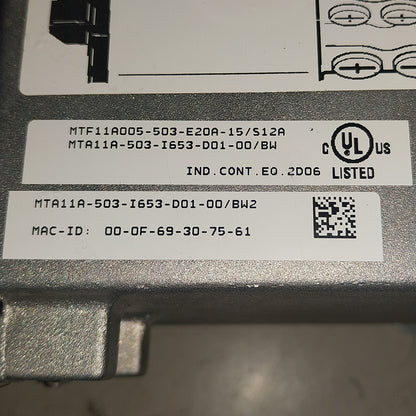 MTF11A005-503-E20A-15/S12A
MTA11A-503-I653-D01-00/BW
C UL US
IND.CONT.EQ.2D06 LISTED
MTA11A-503-I653-D01-00/BW2
MAC-ID: 00-0F-69-30-75-61